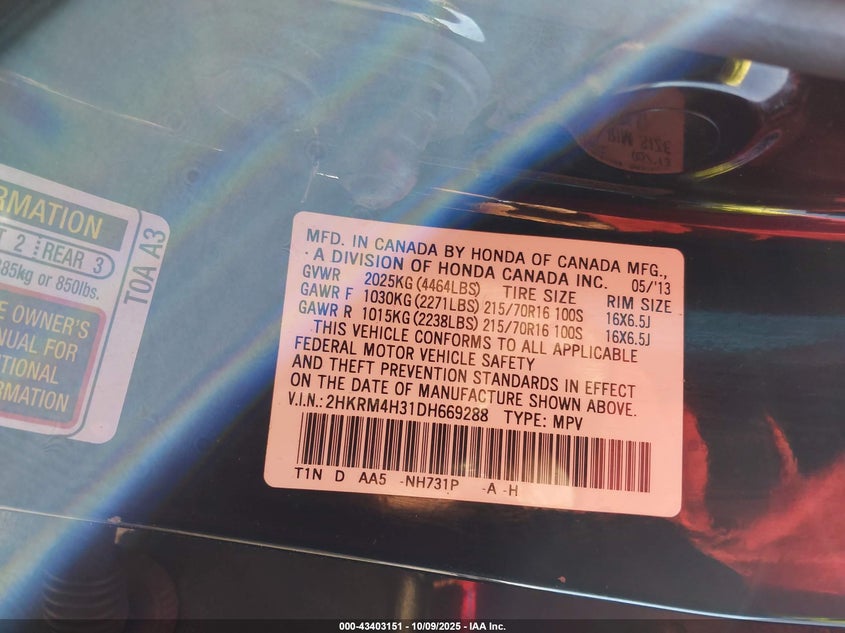 RMATION
T 2 REAR 3
385kg or 850lbs.
E OWNER'S
NUAL FOR
TIONAL
ORMATION
T0A A3
MFD. IN CANADA BY HONDA OF CANADA MFG.,
A DIVISION OF HONDA CANADA INC. 05/'13
GVWR 2025KG (4464LBS) TIRE SIZE RIM SIZE
GAWR F 1030KG (2271LBS) 215/70R16 100S 16X6.5J
GAWR R 1015KG (2238LBS) 215/70R16 100S 16X6.5J
THIS VEHICLE CONFORMS TO ALL APPLICABLE
FEDERAL MOTOR VEHICLE SAFETY
AND THEFT PREVENTION STANDARDS IN EFFECT
ON THE DATE OF MANUFACTURE SHOWN ABOVE.
V.I.N.: 2HKRM4H31DH669288 TYPE: MPV
T1N D AA5 -NH731P -A -H
000-43403151 - 10/09/2025 - IAA Inc.